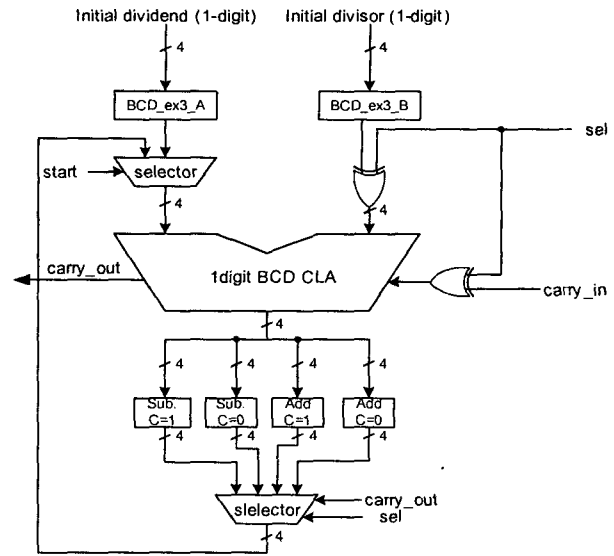 Initial dividend (1-digit) Initial divisor (1-digit)
4 4
BCD_ex3_A BCD_ex3_B
sel
start selector
4 4
carry_out 1digit BCD CLA
carry_in
4
4 4 4 4
Sub. Sub. Add Add
C=1 C=0 C=1 C=0
4 4 4 4
slelector carry_out
sel
4